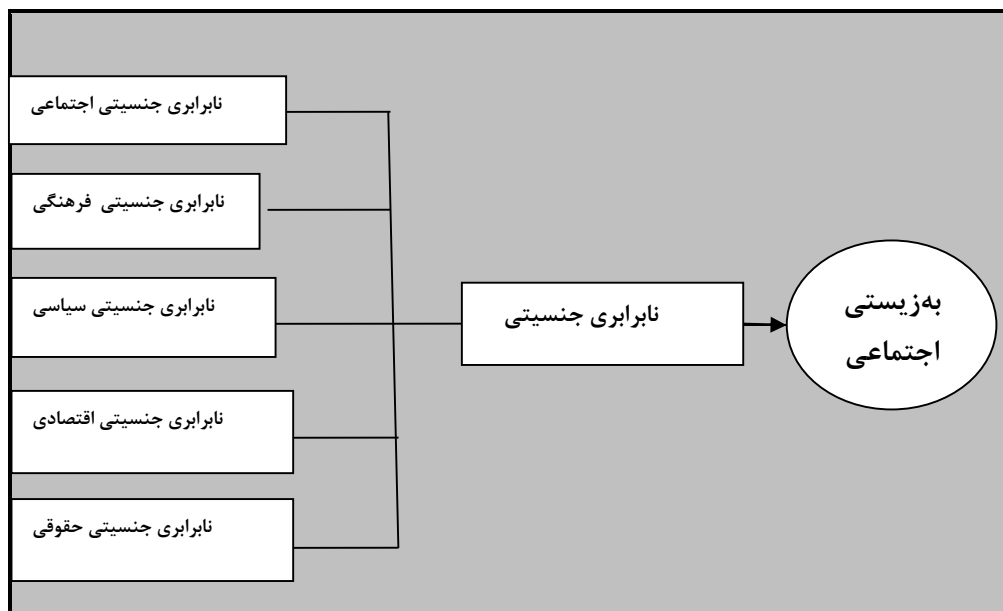 نابرابری جنسیتی اجتماعی
نابرابری جنسیتی فرهنگی
نابرابری جنسیتی سیاسی
نابرابری جنسیتی اقتصادی
نابرابری جنسیتی حقوقی
نابرابری جنسیتی
به‌زیستی
اجتماعی